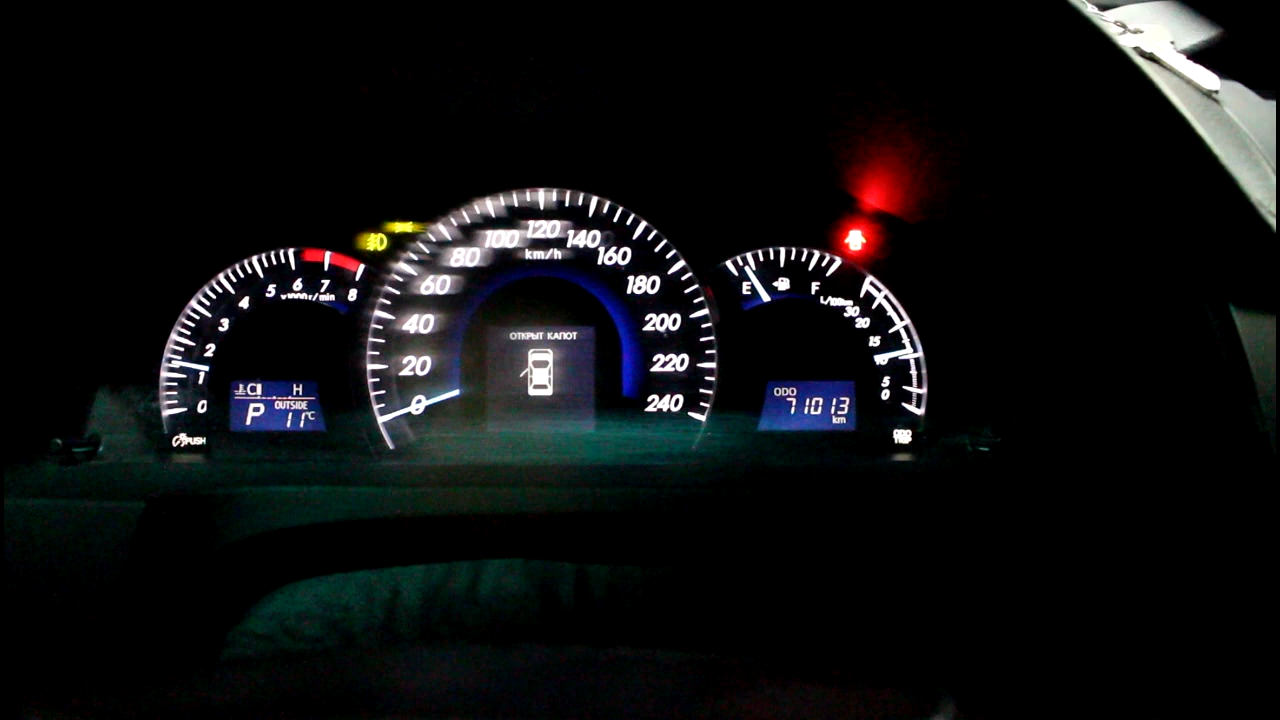 0 1 2 3 4 5 6 7 8
x1000r/min
C H
P OUTSIDE
11°C
PUSH
0 20 40 60 80 100 120 140 160 180 200 220 240
km/h
ОТКРЫТ КАПОТ
E F
L/100km
30
20
15
10
5
0
ODO
71013
km
ODO
TRIP